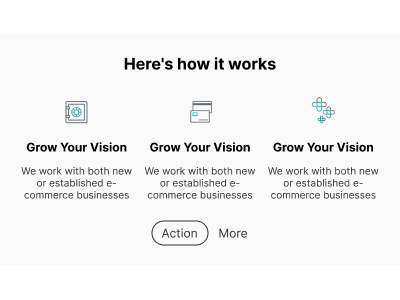 Here's how it works
Grow Your Vision
We work with both new
or established e-
commerce businesses
Grow Your Vision
We work with both new
or established e-
commerce businesses
Grow Your Vision
We work with both new
or established e-
commerce businesses
Action
More